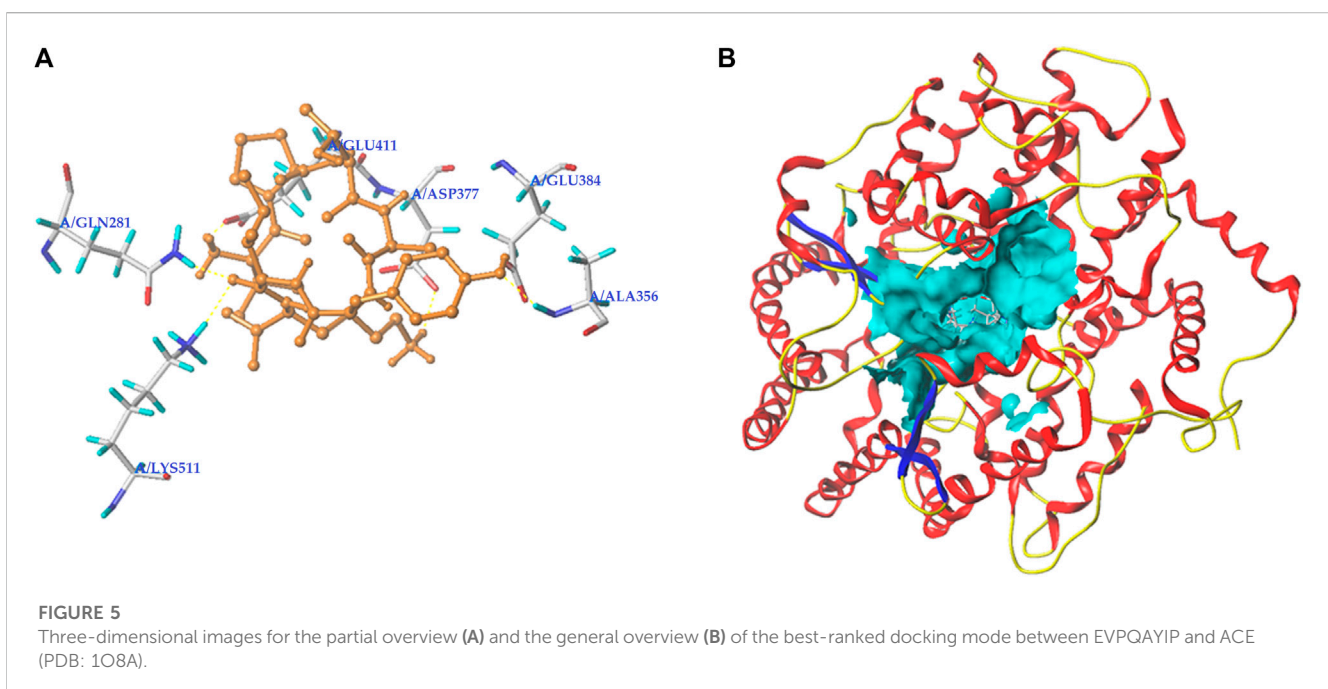 A
B
A/GLU411
A/GLU384
A/ASP377
A/GLN281
A/ALA356
A/LYS511
FIGURE 5
Three-dimensional images for the partial overview (A) and the general overview (B) of the best-ranked docking mode between EVPQAYIP and ACE
(PDB: 1O8A).